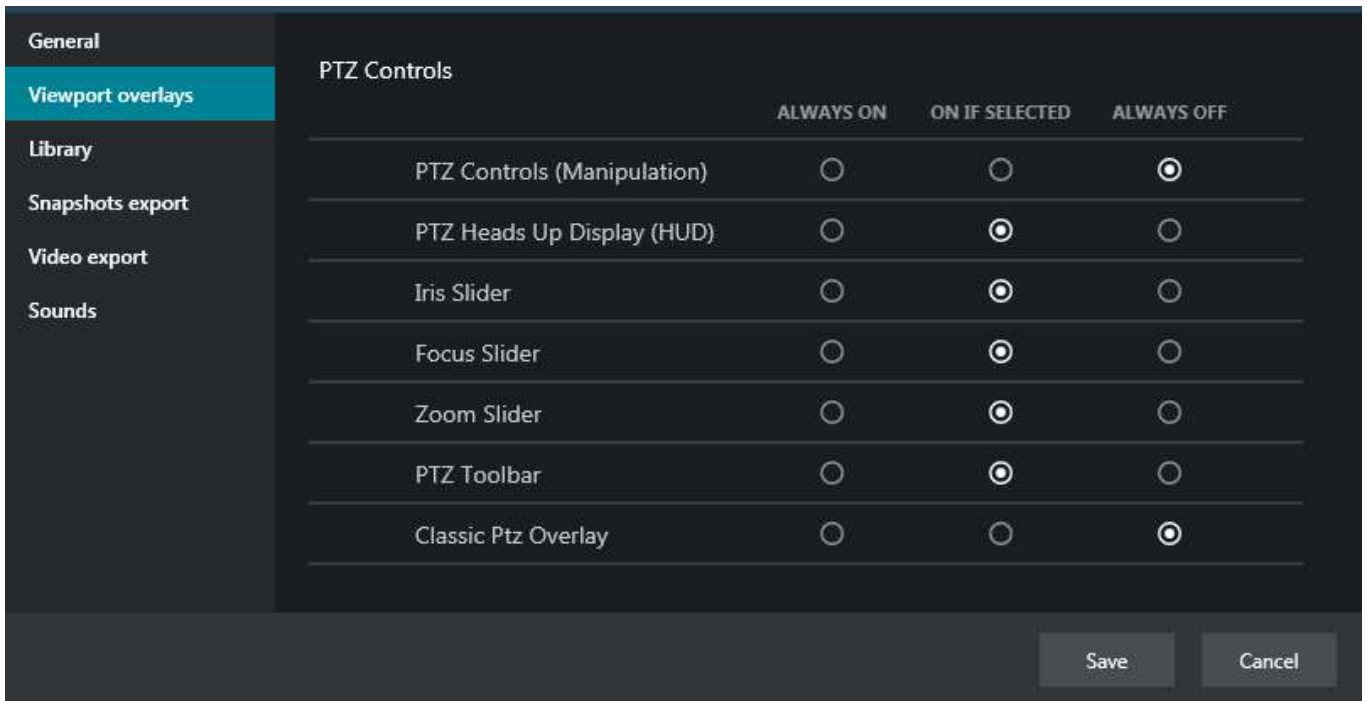 General
Viewport overlays
Library
Snapshots export
Video export
Sounds
PTZ Controls
ALWAYS ON ON IF SELECTED ALWAYS OFF
PTZ Controls (Manipulation)
PTZ Heads Up Display (HUD)
Iris Slider
Focus Slider
Zoom Slider
PTZ Toolbar
Classic Ptz Overlay
Save Cancel